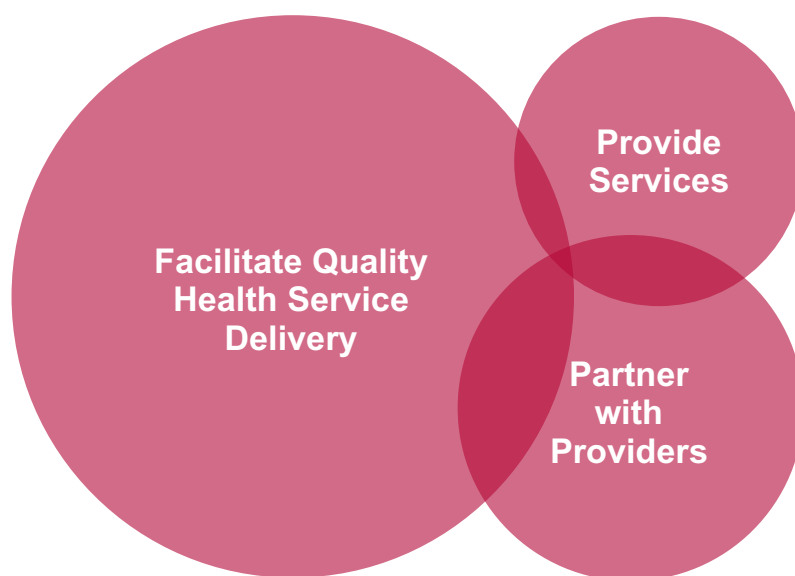 Facilitate Quality
Health Service
Delivery
Provide
Services
Partner
with
Providers